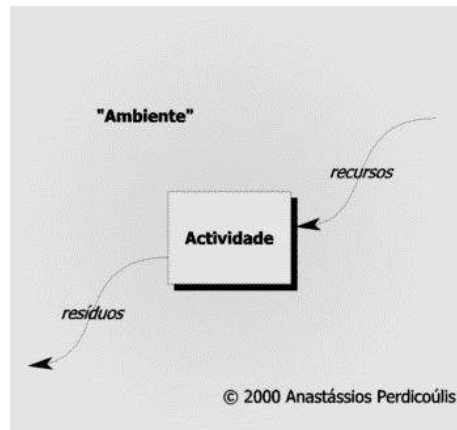 "Ambiente"
recursos
Actividade
resíduos
© 2000 Anastássios Perdicoúlis